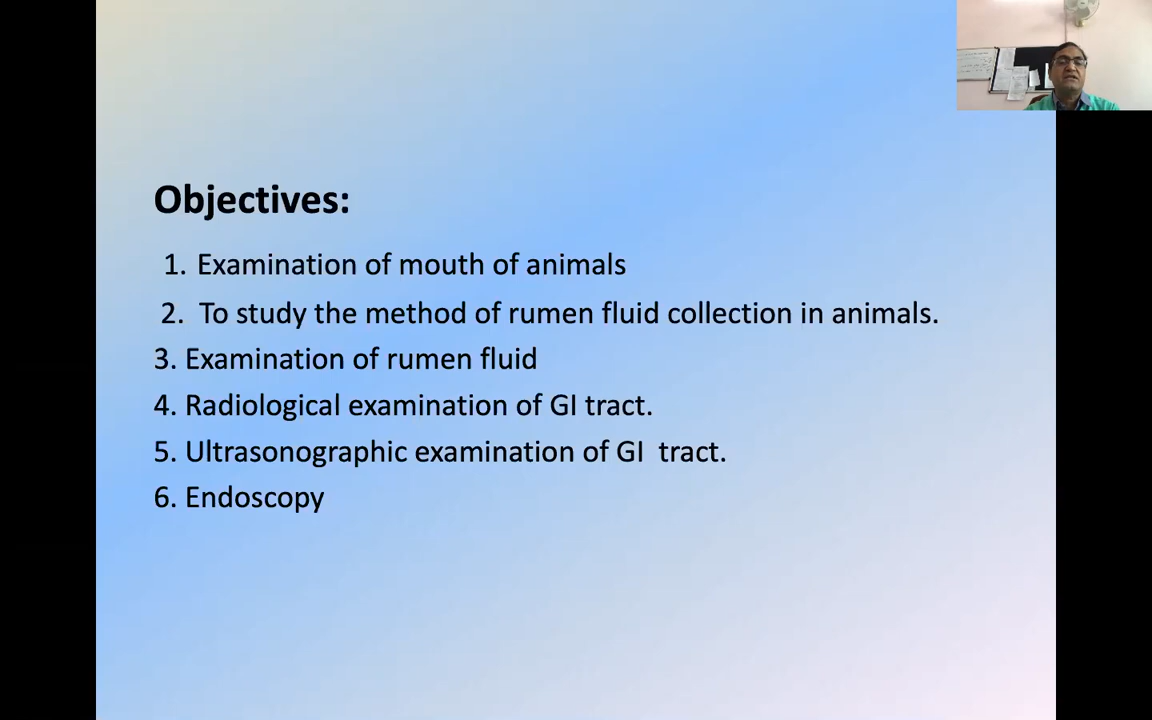 Objectives:
1. Examination of mouth of animals
2. To study the method of rumen fluid collection in animals.
3. Examination of rumen fluid
4. Radiological examination of GI tract.
5. Ultrasonographic examination of GI tract.
6. Endoscopy